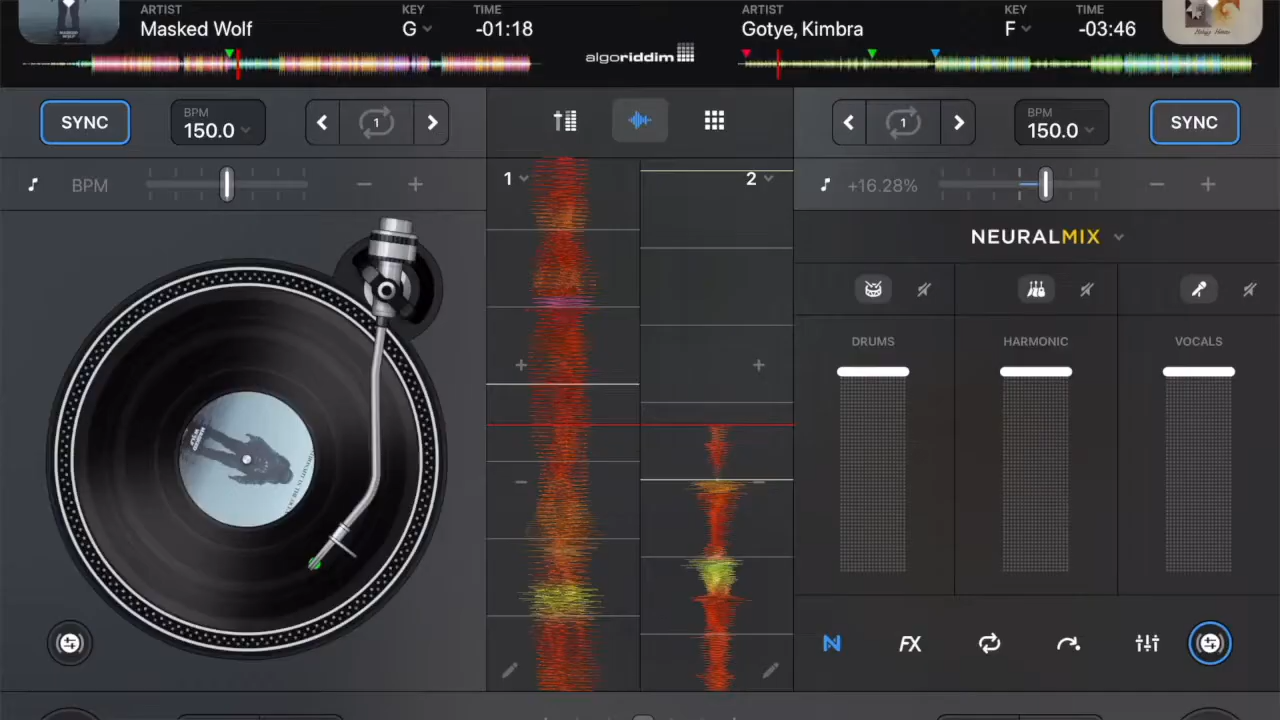 ARTIST
Masked Wolf
KEY
G
TIME
-01:18
algoriddim
ARTIST
Gotye, Kimbra
KEY
F
TIME
-03:46
SYNC
BPM
150.0
1
1
BPM
150.0
SYNC
BPM
1
2
+16.28%
NEURALMIX
DRUMS
HARMONIC
VOCALS
FX